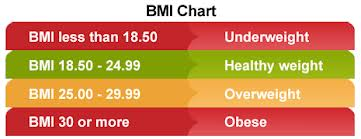 BMI Chart
BMI less than 18.50 Underweight
BMI 18.50 - 24.99 Healthy weight
BMI 25.00 - 29.99 Overweight
BMI 30 or more Obese